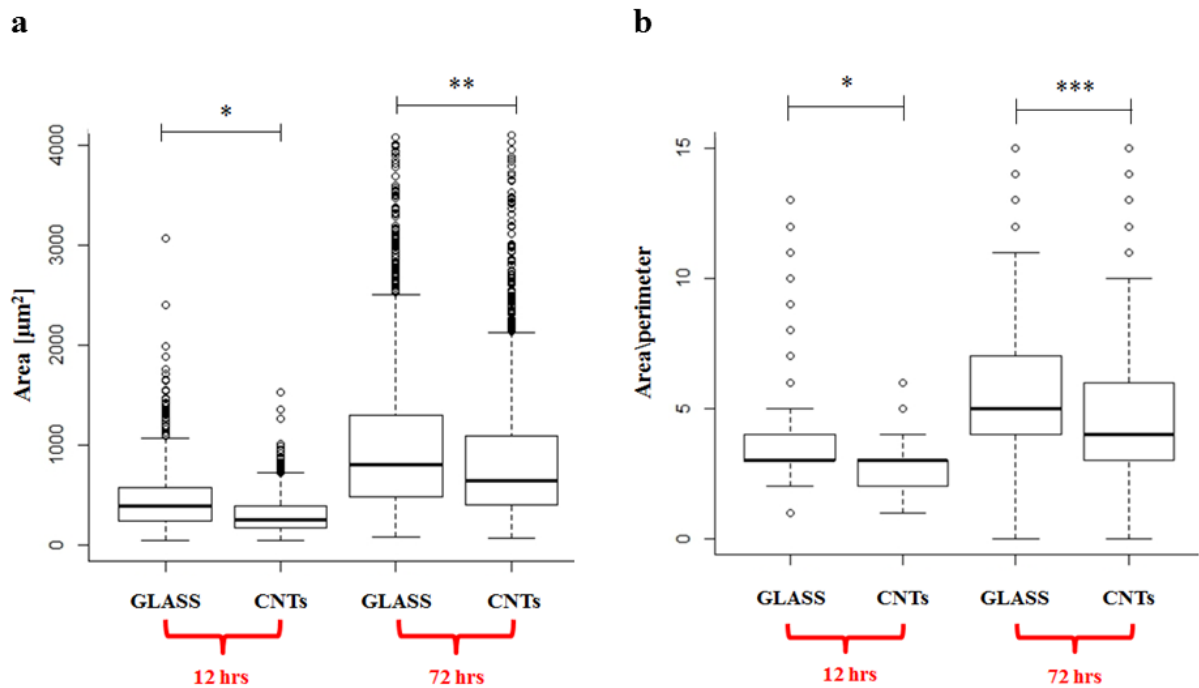 a
b
*
**
*
***
Area [µm²]
4000
3000
2000
1000
0
Area\perimeter
15
10
5
0
GLASS CNTs GLASS CNTs
GLASS CNTs GLASS CNTs
12 hrs 72 hrs
12 hrs 72 hrs